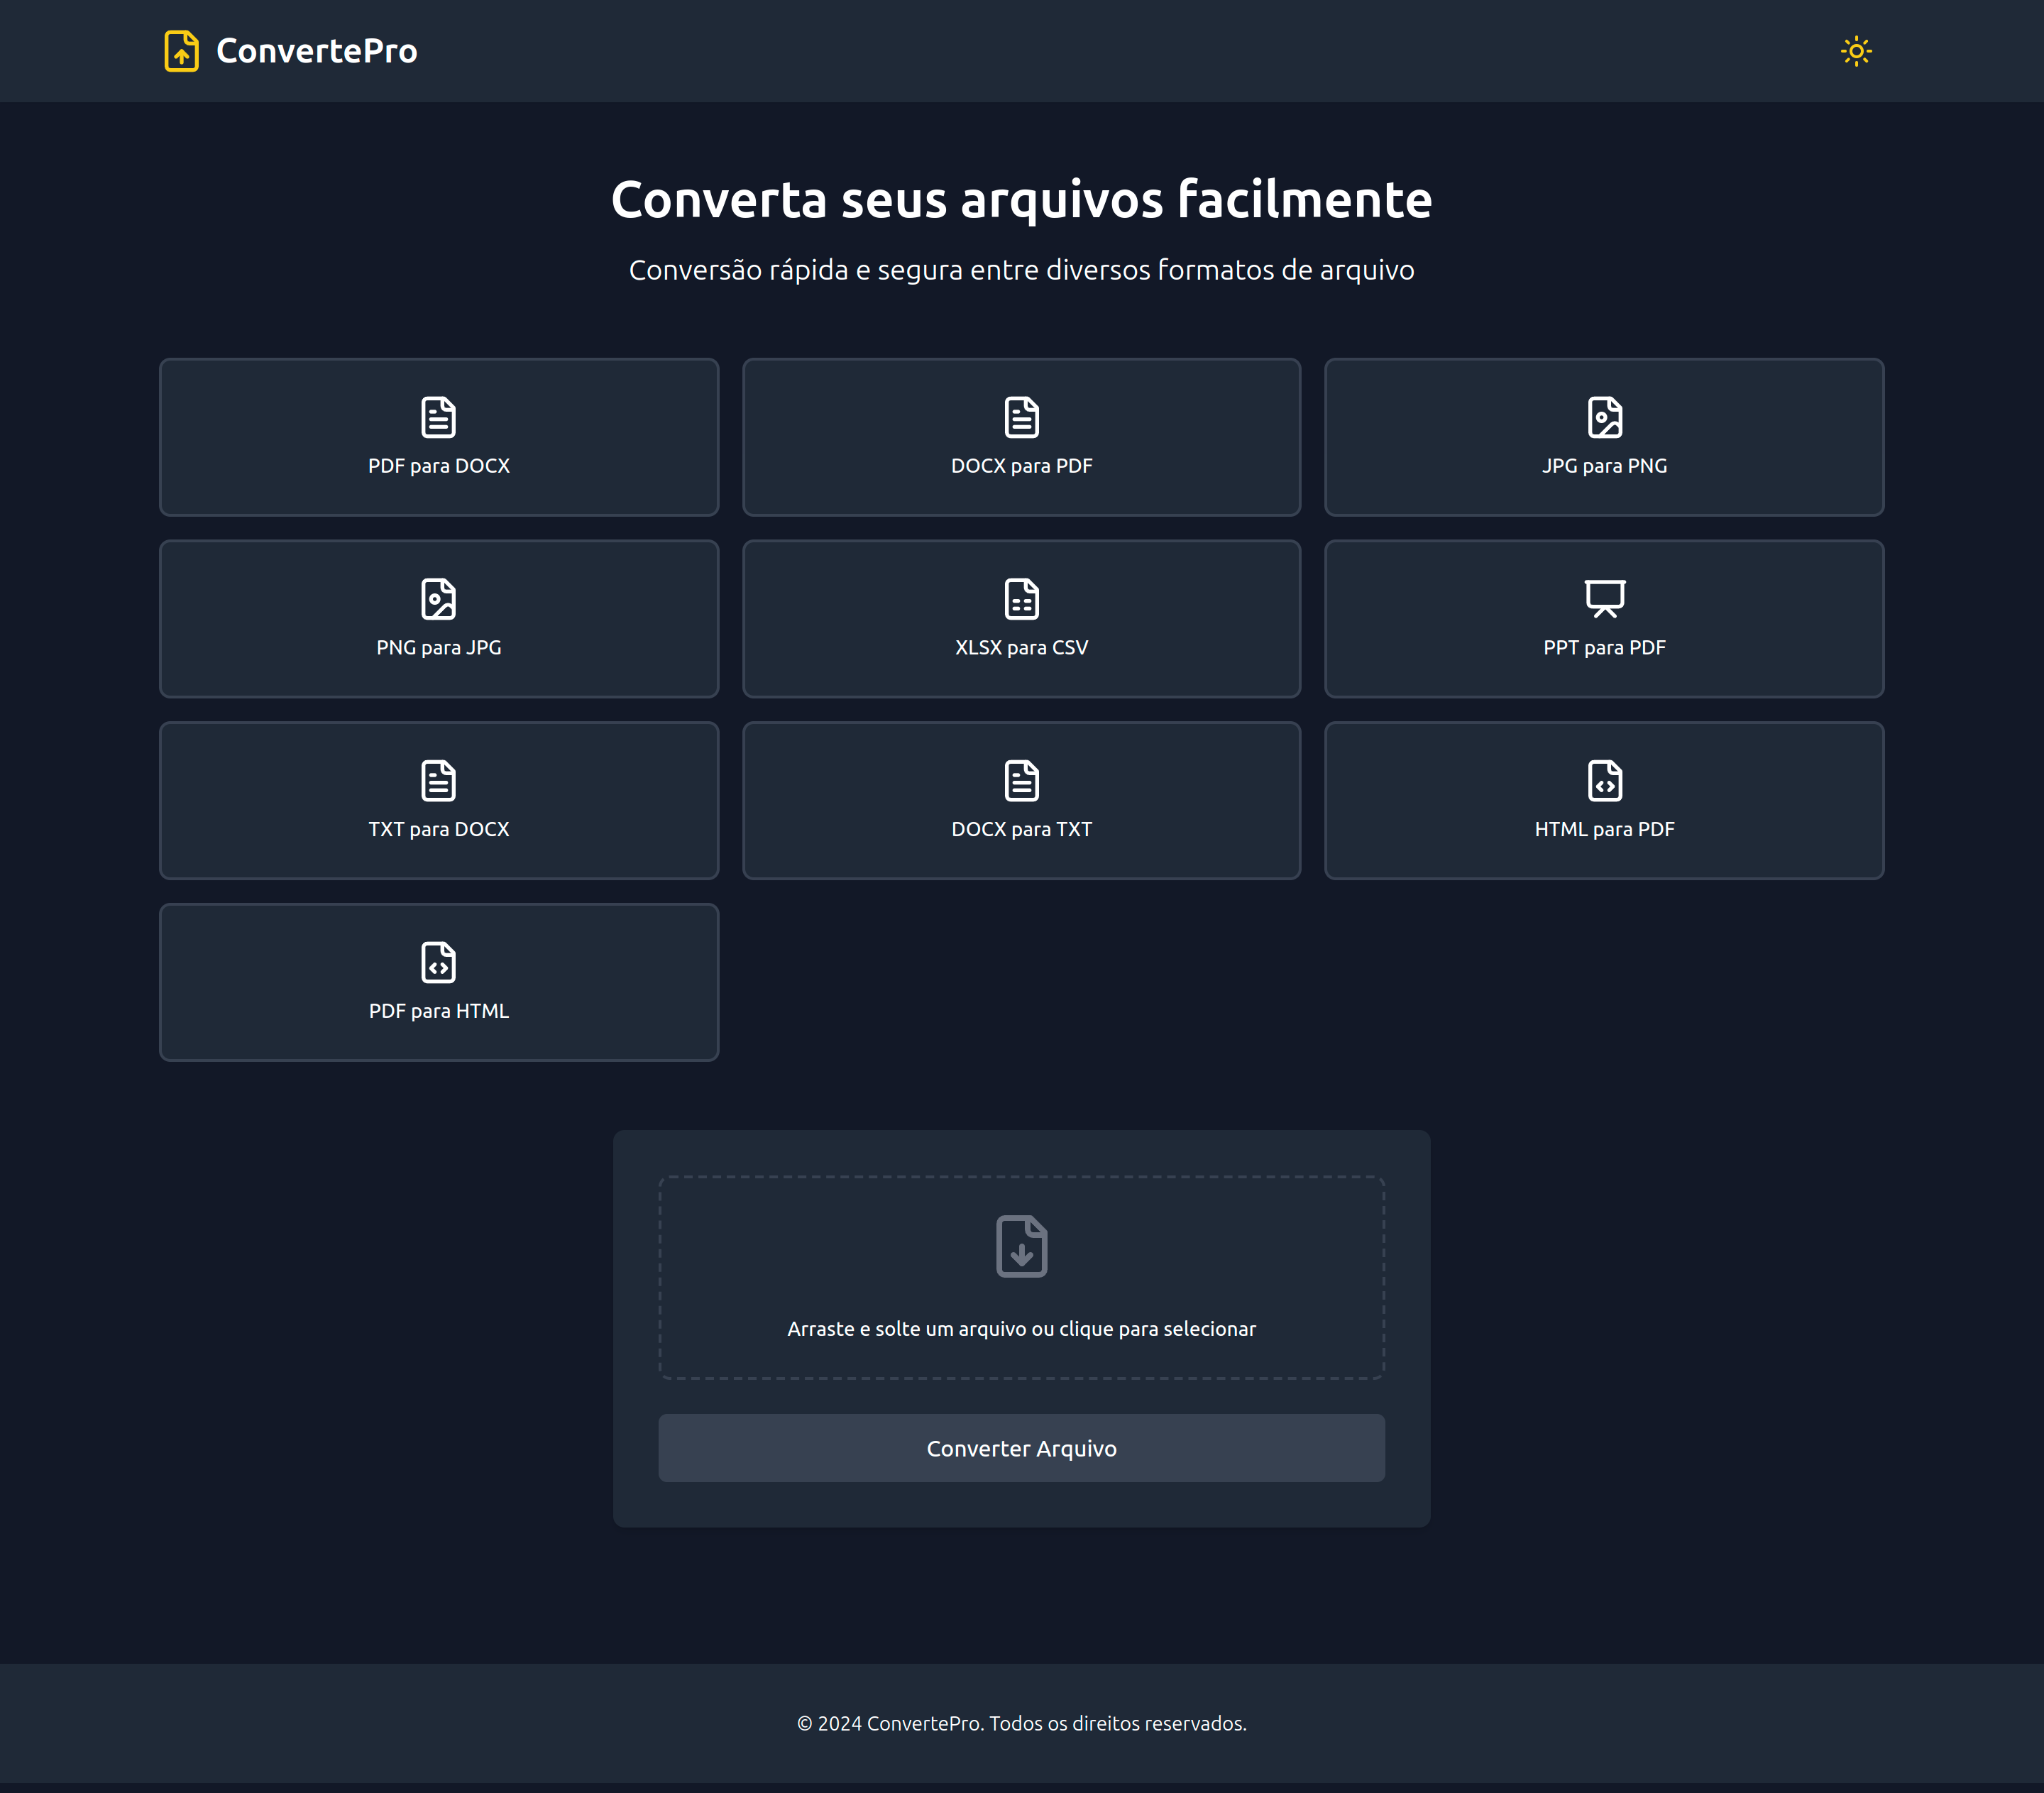 ConvertePro
Converta seus arquivos facilmente
Conversão rápida e segura entre diversos formatos de arquivo
PDF para DOCX
DOCX para PDF
JPG para PNG
PNG para JPG
XLSX para CSV
PPT para PDF
TXT para DOCX
DOCX para TXT
HTML para PDF
PDF para HTML
Arraste e solte um arquivo ou clique para selecionar
Converter Arquivo
© 2024 ConvertePro. Todos os direitos reservados.